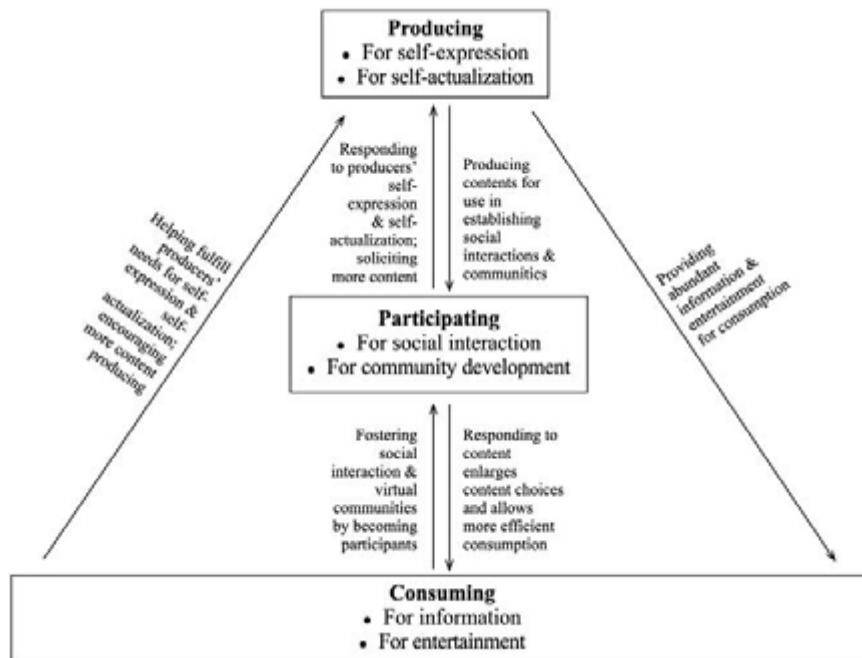 Producing
• For self-expression
• For self-actualization
Responding
to producers'
self-
expression
& self-
actualization;
soliciting
more content
Producing
contents for
use in
establishing
social
interactions &
communities
Helping fulfill
producers'
needs for self-
expression &
self-
actualization;
encouraging
more content
producing
Providing
abundant
information &
entertainment
for consumption
Participating
• For social interaction
• For community development
Fostering
social
interaction &
virtual
communities
by becoming
participants
Responding to
content
enlarges
content choices
and allows
more efficient
consumption
Consuming
• For information
• For entertainment